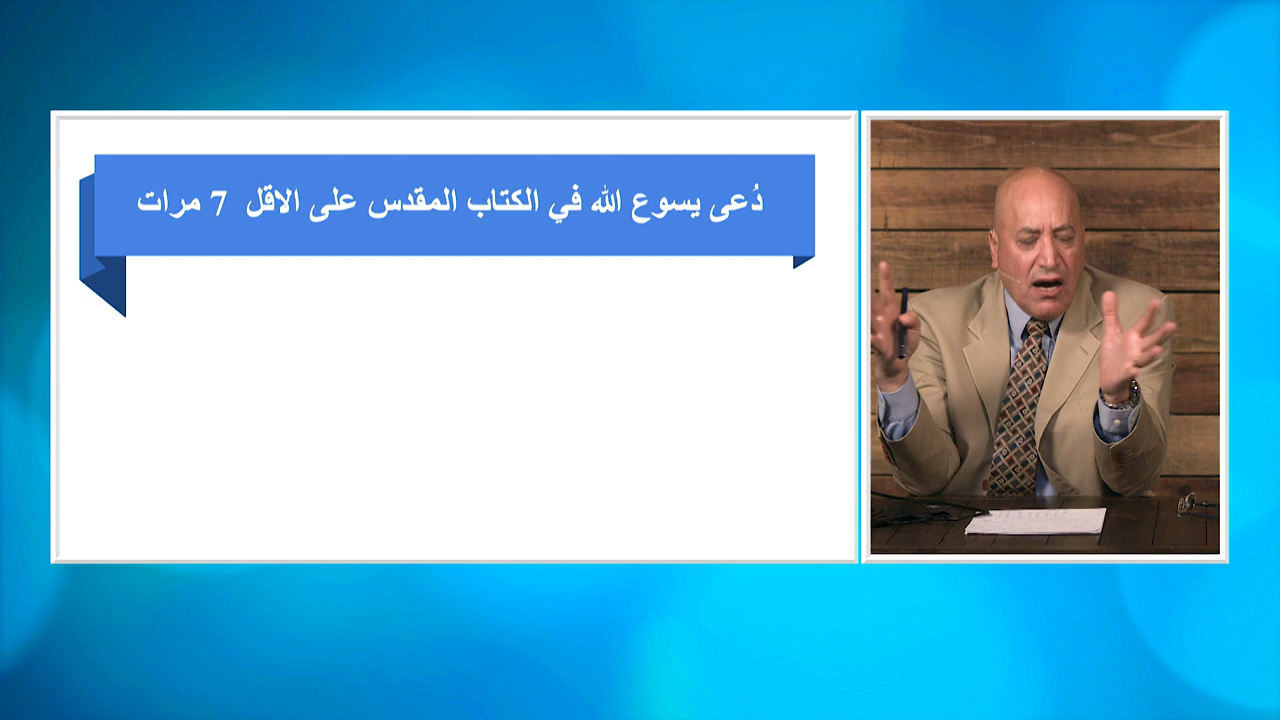 دُعى يسوع الله في الكتاب المقدس على الاقل 7 مرات